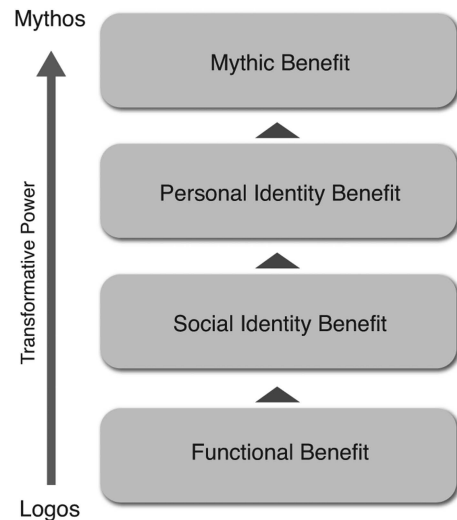 Mythos
Mythic Benefit
Personal Identity Benefit
Transformative Power
Social Identity Benefit
Functional Benefit
Logos